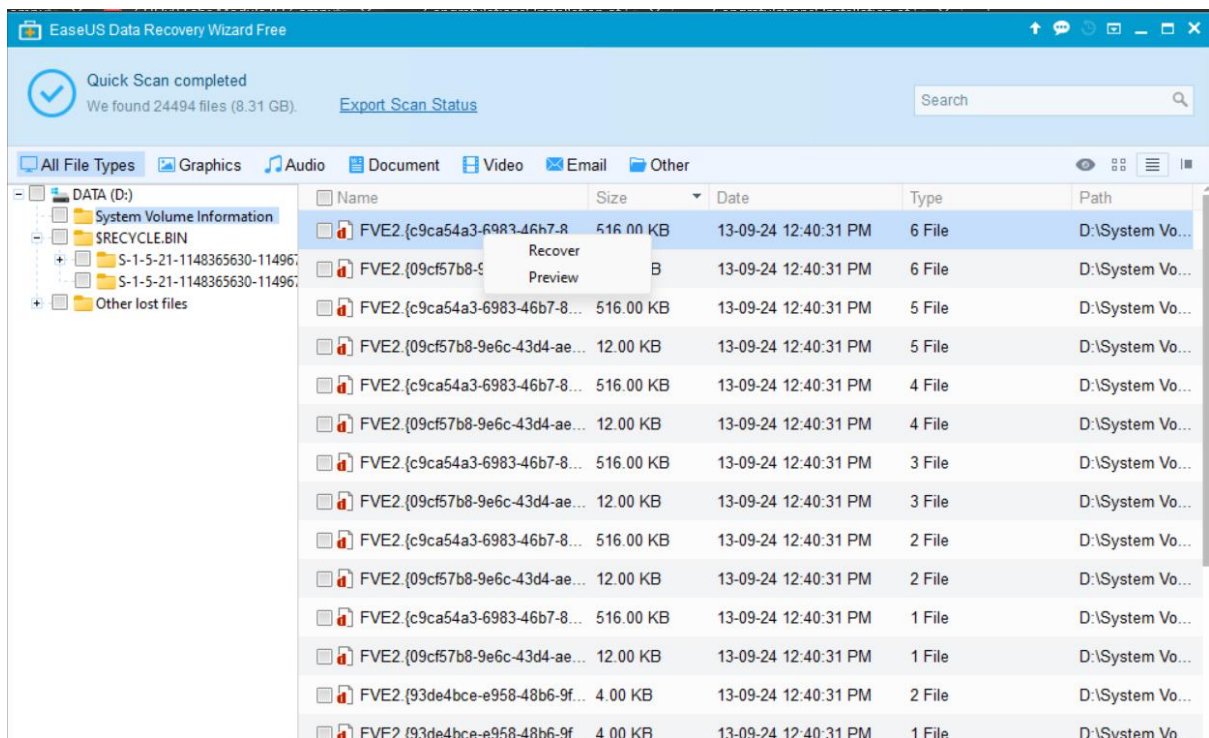 EaseUS Data Recovery Wizard Free
Quick Scan completed
We found 24494 files (8.31 GB).
Export Scan Status
Search
All File Types Graphics Audio Document Video Email Other
DATA (D:)
System Volume Information
$RECYCLE.BIN
S-1-5-21-1148365630-114967
S-1-5-21-1148365630-114967
Other lost files
Name Size Date Type Path
FVE2.{c9ca54a3-6983-46b7-8... 516.00 KB 13-09-24 12:40:31 PM 6 File D:\System Vo...
Recover
Preview
FVE2.{09cf57b8-9 B 13-09-24 12:40:31 PM 6 File D:\System Vo...
FVE2.{c9ca54a3-6983-46b7-8... 516.00 KB 13-09-24 12:40:31 PM 5 File D:\System Vo...
FVE2.{09cf57b8-9e6c-43d4-ae... 12.00 KB 13-09-24 12:40:31 PM 5 File D:\System Vo...
FVE2.{c9ca54a3-6983-46b7-8... 516.00 KB 13-09-24 12:40:31 PM 4 File D:\System Vo...
FVE2.{09cf57b8-9e6c-43d4-ae... 12.00 KB 13-09-24 12:40:31 PM 4 File D:\System Vo...
FVE2.{c9ca54a3-6983-46b7-8... 516.00 KB 13-09-24 12:40:31 PM 3 File D:\System Vo...
FVE2.{09cf57b8-9e6c-43d4-ae... 12.00 KB 13-09-24 12:40:31 PM 3 File D:\System Vo...
FVE2.{c9ca54a3-6983-46b7-8... 516.00 KB 13-09-24 12:40:31 PM 2 File D:\System Vo...
FVE2.{09cf57b8-9e6c-43d4-ae... 12.00 KB 13-09-24 12:40:31 PM 2 File D:\System Vo...
FVE2.{c9ca54a3-6983-46b7-8... 516.00 KB 13-09-24 12:40:31 PM 1 File D:\System Vo...
FVE2.{09cf57b8-9e6c-43d4-ae... 12.00 KB 13-09-24 12:40:31 PM 1 File D:\System Vo...
FVE2.{93de4bce-e958-48b6-9f... 4.00 KB 13-09-24 12:40:31 PM 2 File D:\System Vo...
FVE2.{93de4bce-e958-48b6-9f 4.00 KB 13-09-24 12:40:31 PM 1 File D:\System Vo